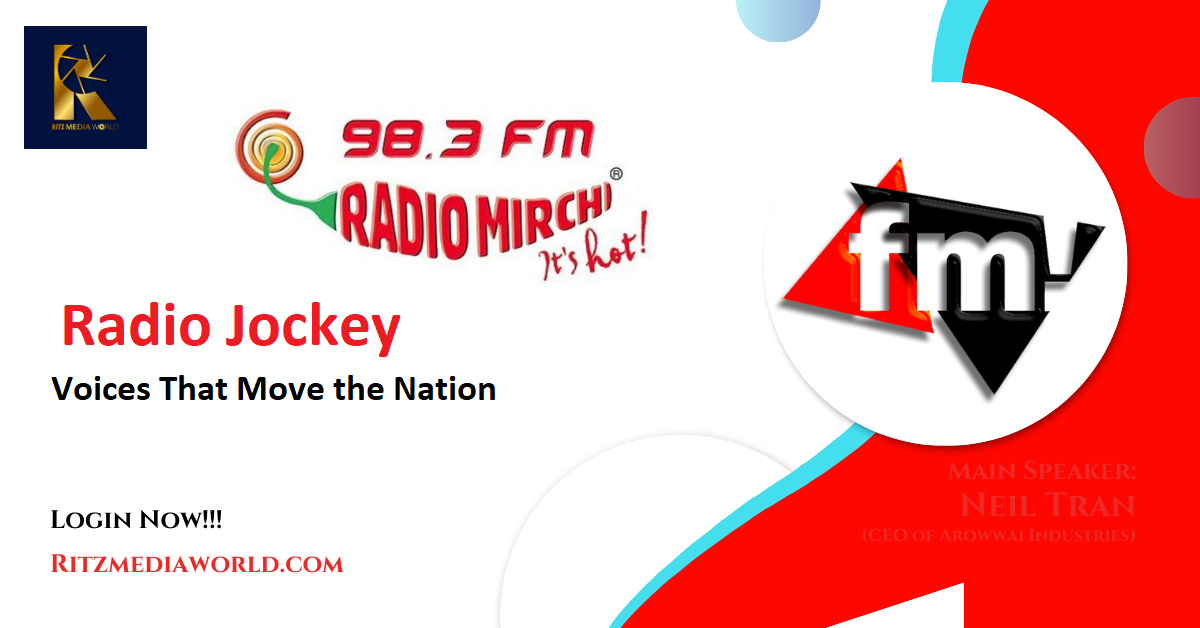 RITZ MEDIA WORLD
98.3 FM
RADIO MIRCHI®
It's hot!
fm
Radio Jockey
Voices That Move the Nation
Main Speaker:
Neil Tran
(CEO of Arowwai Industries)
Login Now!!!
Ritzmediaworld.com